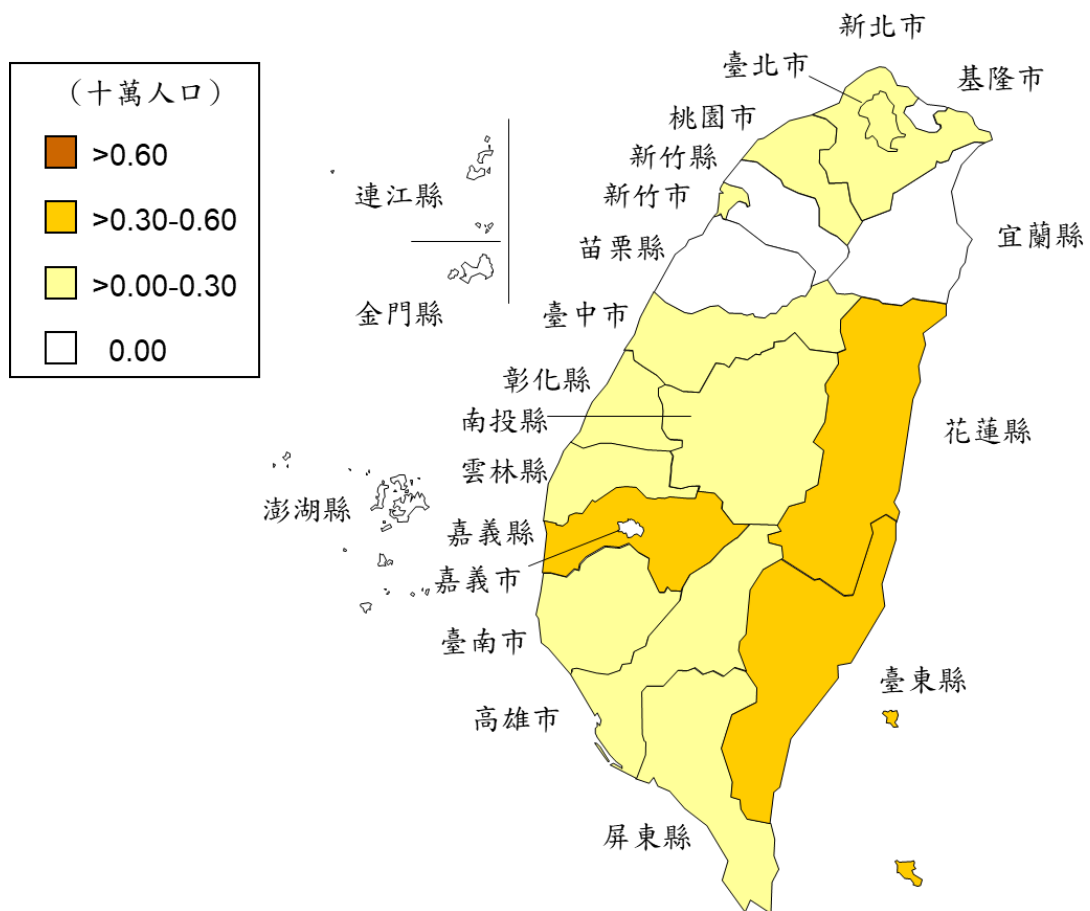 （十萬人口）
>0.60
>0.30-0.60
>0.00-0.30
0.00
新北市
臺北市
基隆市
桃園市
新竹縣
新竹市
連江縣
苗栗縣
宜蘭縣
金門縣
臺中市
彰化縣
南投縣
花蓮縣
雲林縣
澎湖縣
嘉義縣
嘉義市
臺南市
臺東縣
高雄市
屏東縣